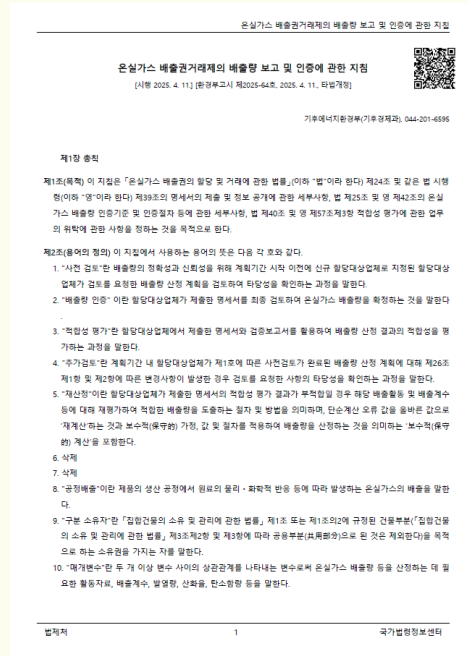 온실가스 배출권거래제의 배출량 보고 및 인증에 관한 지침
온실가스 배출권거래제의 배출량 보고 및 인증에 관한 지침
[시행 2025. 4. 11.] [환경부고시 제2025-64호, 2025. 4. 11., 타법개정]
기후에너지환경부(기후경제과), 044-201-6595
제1장 총칙
제1조(목적) 이 지침은 「온실가스 배출권의 할당 및 거래에 관한 법률」(이하 "법"이라 한다) 제24조 및 같은 법 시행
령(이하 "영"이라 한다) 제39조의 명세서의 제출 및 정보 공개에 관한 세부사항, 법 제25조 및 영 제42조의 온실
가스 배출량 인증기준 및 인증절차 등에 관한 세부사항, 법 제40조 및 영 제57조제3항 적합성 평가에 관한 업무
의 위탁에 관한 사항을 정하는 것을 목적으로 한다.
제2조(용어의 정의) 이 지침에서 사용하는 용어의 뜻은 다음 각 호와 같다.
1. "사전 검토"란 배출량의 정확성과 신뢰성을 위해 계획기간 시작 이전에 신규 할당대상업체로 지정된 할당대상
업체가 검토를 요청한 배출량 산정 계획을 검토하여 타당성을 확인하는 과정을 말한다.
2. "배출량 인증" 이란 할당대상업체가 제출한 명세서를 최종 검토하여 온실가스 배출량을 확정하는 것을 말한다
.
3. "적합성 평가"란 할당대상업체에서 제출한 명세서와 검증보고서를 활용하여 배출량 산정 결과의 적합성을 평
가하는 과정을 말한다.
4. "추가검토"란 계획기간 내 할당대상업체가 제1호에 따른 사전검토가 완료된 배출량 산정 계획에 대해 제26조
제1항 및 제2항에 따른 변경사항이 발생한 경우 검토를 요청한 사항의 타당성을 확인하는 과정을 말한다.
5. "재산정"이란 할당대상업체가 제출한 명세서의 적합성 평가 결과가 부적합일 경우 해당 배출활동 및 배출계수
등에 대해 재평가하여 적합한 배출량을 도출하는 절차 및 방법을 의미하며, 단순계산 오류 값을 올바른 값으로
'재계산'하는 것과 보수적(保守的) 가정, 값 및 절차를 적용하여 배출량을 산정하는 것을 의미하는 '보수적(保守
的) 계산'을 포함한다.
6. 삭제
7. 삭제
8. "공정배출"이란 제품의 생산 공정에서 원료의 물리ㆍ화학적 반응 등에 따라 발생하는 온실가스의 배출을 말한
다.
9. "구분 소유자"란 「집합건물의 소유 및 관리에 관한 법률」 제1조 또는 제1조의2에 규정된 건물부분(「집합건물
의 소유 및 관리에 관한 법률」 제3조제2항 및 제3항에 따라 공용부분(共用部分)으로 된 것은 제외한다)을 목적
으로 하는 소유권을 가지는 자를 말한다.
10. "매개변수"란 두 개 이상 변수 사이의 상관관계를 나타내는 변수로써 온실가스 배출량 등을 산정하는 데 필
요한 활동자료, 배출계수, 발열량, 산화율, 탄소함량 등을 말한다.
법제처
1
국가법령정보센터